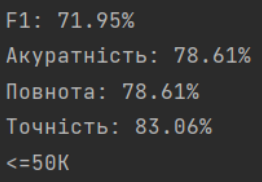 F1: 71.95%
Акуратність: 78.61%
Повнота: 78.61%
Точність: 83.06%
<=50K